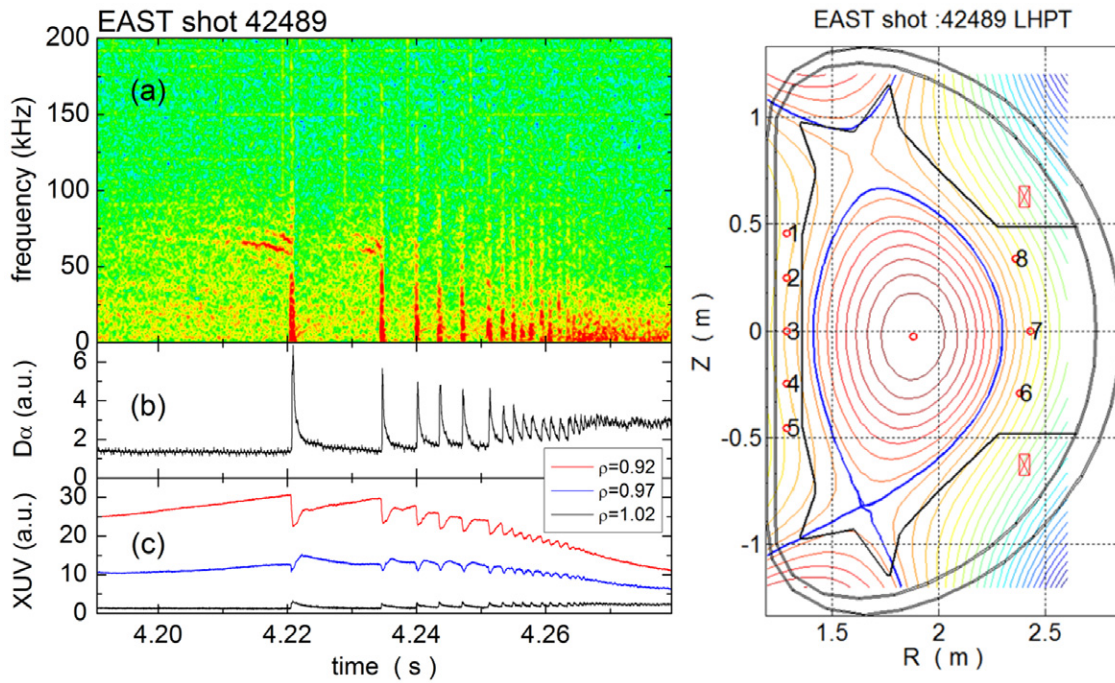 EAST shot 42489
200
150
100
50
0
frequency (kHz)
(a)
6
4
2
0
Dα (a.u.)
(b)
ρ=0.92
ρ=0.97
ρ=1.02
30
20
10
0
XUV (a.u.)
(c)
4.20
4.22
4.24
4.26
time ( s )
EAST shot :42489 LHPT
1
0.5
0
-0.5
-1
Z ( m )
1
2
3
4
5
8
7
6
1.5
2
2.5
R ( m )